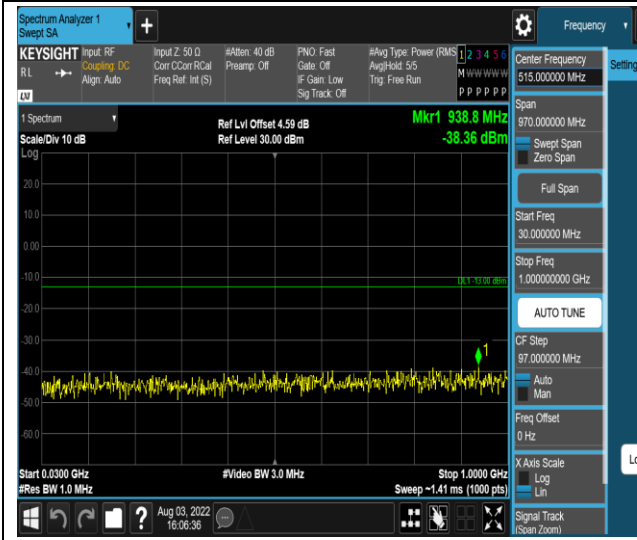 Spectrum Analyzer 1
Swept SA
Frequency
KEYSIGHT
RL
Input: RF
Coupling: DC
Align: Auto
Input Z: 50 Ω
Corr CCorr RCal
Freq Ref: Int (S)
#Atten: 40 dB
Preamp: Off
PNO: Fast
Gate: Off
IF Gain: Low
Sig Track: Off
#Avg Type: Power (RMS
Avg|Hold: 5/5
Trig: Free Run
1 2 3 4 5 6
M W W W W W
P P P P P P
LXI
1 Spectrum
Scale/Div 10 dB
Log
Ref Lvl Offset 4.59 dB
Ref Level 30.00 dBm
Mkr1 938.8 MHz
-38.36 dBm
20.0
10.0
0.00
-10.0
DL1 -13.00 dBm
-20.0
-30.0
1
-40.0
-50.0
-60.0
Start 0.0300 GHz
#Res BW 1.0 MHz
#Video BW 3.0 MHz
Stop 1.0000 GHz
Sweep ~1.41 ms (1000 pts)
?
Aug 03, 2022
16:06:36
Center Frequency
515.000000 MHz
Settings
Span
970.000000 MHz
Swept Span
Zero Span
Full Span
Start Freq
30.000000 MHz
Stop Freq
1.000000000 GHz
AUTO TUNE
CF Step
97.000000 MHz
Auto
Man
Freq Offset
0 Hz
X Axis Scale
Log
Lin
Lo
Signal Track
(Span Zoom)